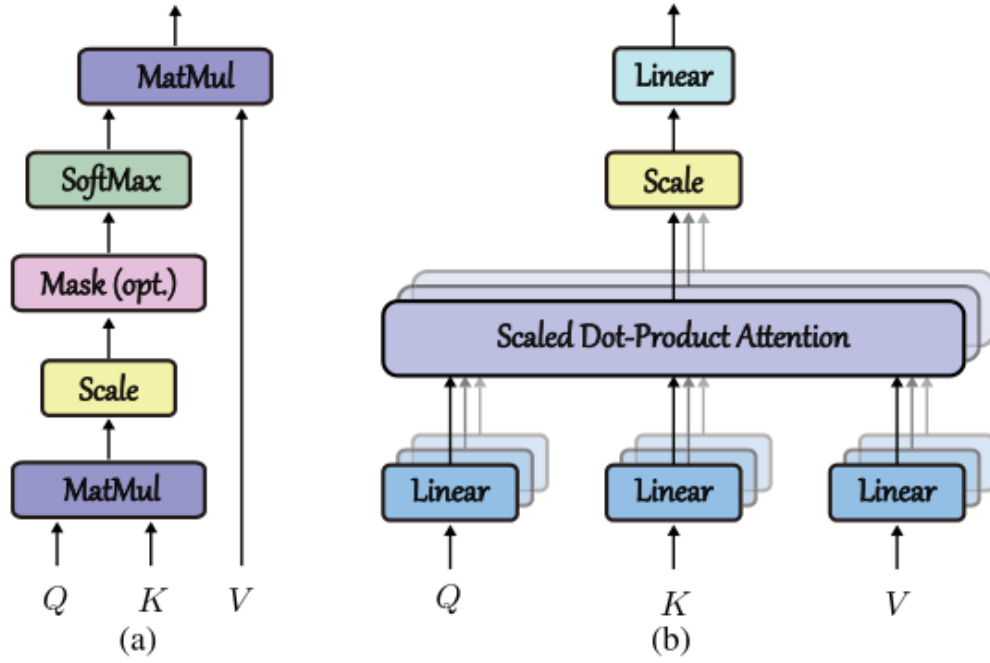 MatMul
SoftMax
Mask (opt.)
Scale
MatMul
Q K V
(a)
Linear
Scale
Scaled Dot-Product Attention
Linear Linear Linear
Q K V
(b)